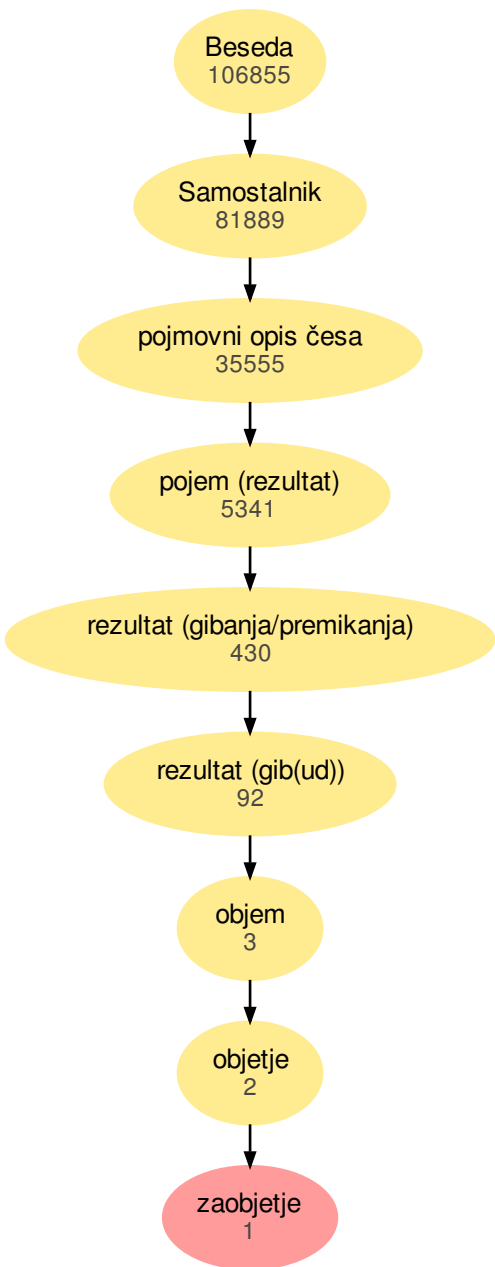 Beseda
106855
Samostalnik
81889
pojmovni opis česa
35555
pojem (rezultat)
5341
rezultat (gibanja/premikanja)
430
rezultat (gib(ud))
92
objem
3
objetje
2
zaobjetje
1